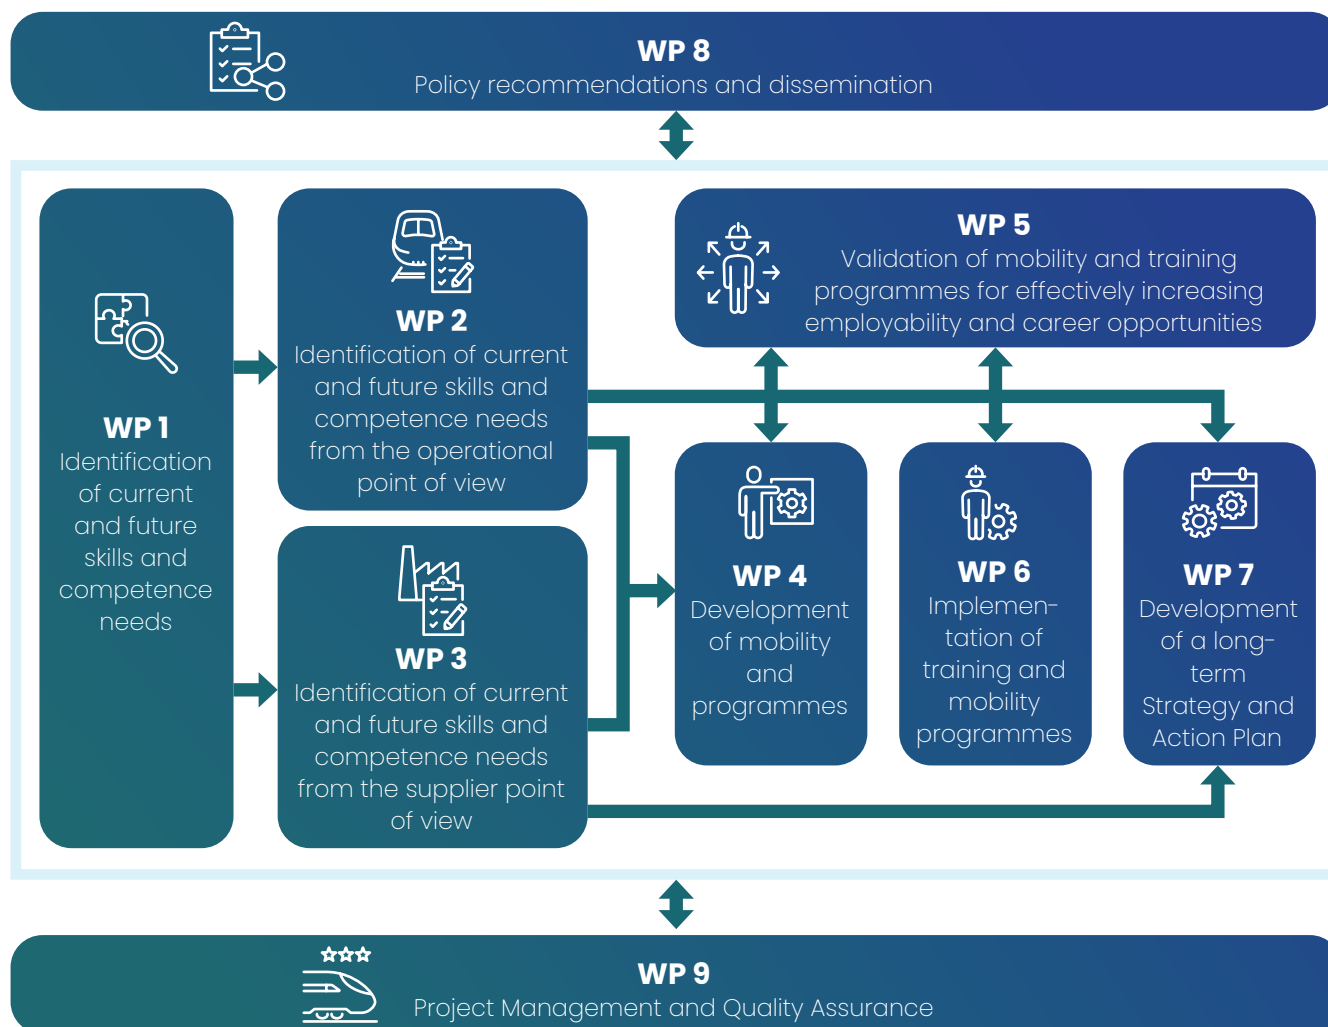 WP 8
Policy recommendations and dissemination
WP 1
Identification
of current
and future
skills and
competence
needs
WP 2
Identification of current
and future skills and
competence needs
from the operational
point of view
WP 3
Identification of current
and future skills and
competence needs
from the supplier point
of view
WP 5
Validation of mobility and training
programmes for effectively increasing
employability and career opportunities
WP 4
Development
of mobility
and
programmes
WP 6
Implemen-
tation of
training and
mobility
programmes
WP 7
Development
of a long-
term
Strategy and
Action Plan
WP 9
Project Management and Quality Assurance